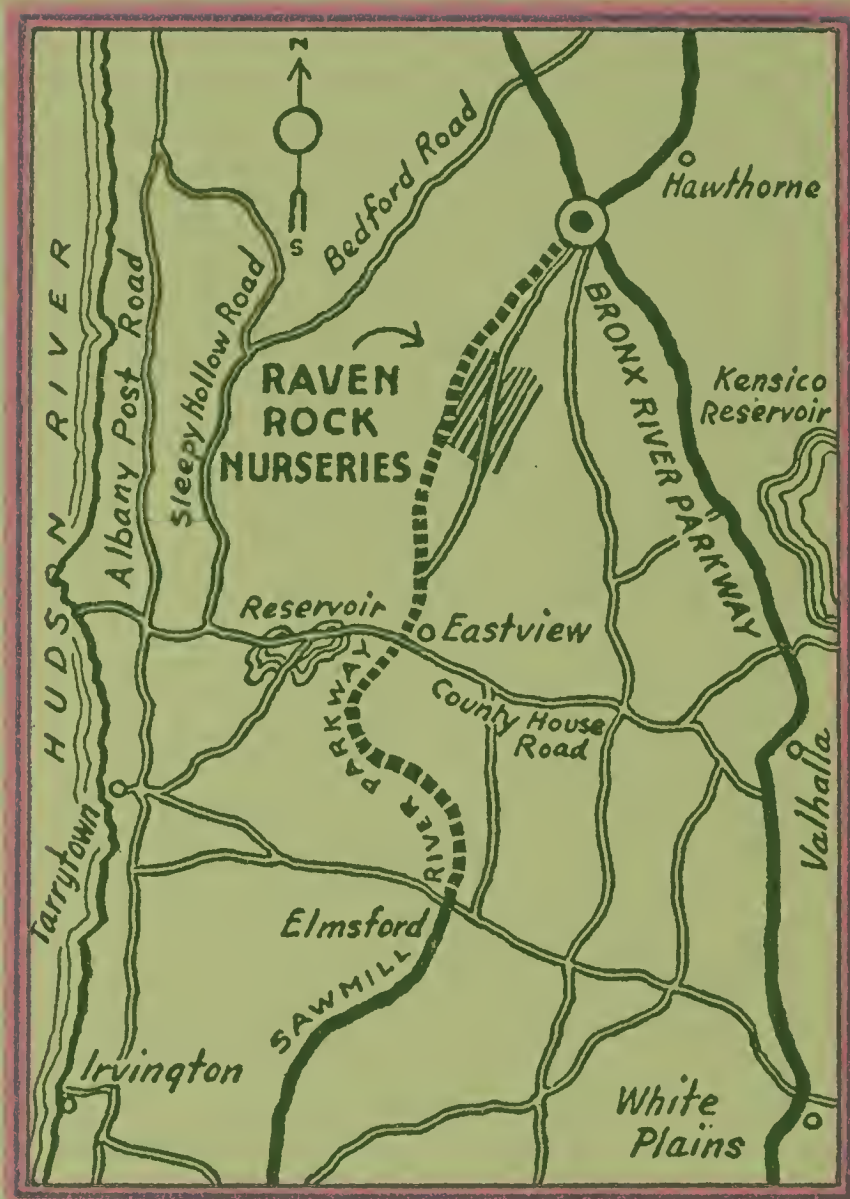 N
S
HUDSON RIVER
Albany Post Road
Sleepy Hollow Road
Bedford Road
Hawthorne
RAVEN
ROCK
NURSERIES
BRONX RIVER PARKWAY
Kensico
Reservoir
Reservoir
Eastview
County House
Road
Valhalla
Tarrytown
Elmsford
SAWMILL RIVER PARKWAY
Irvington
White
Plains